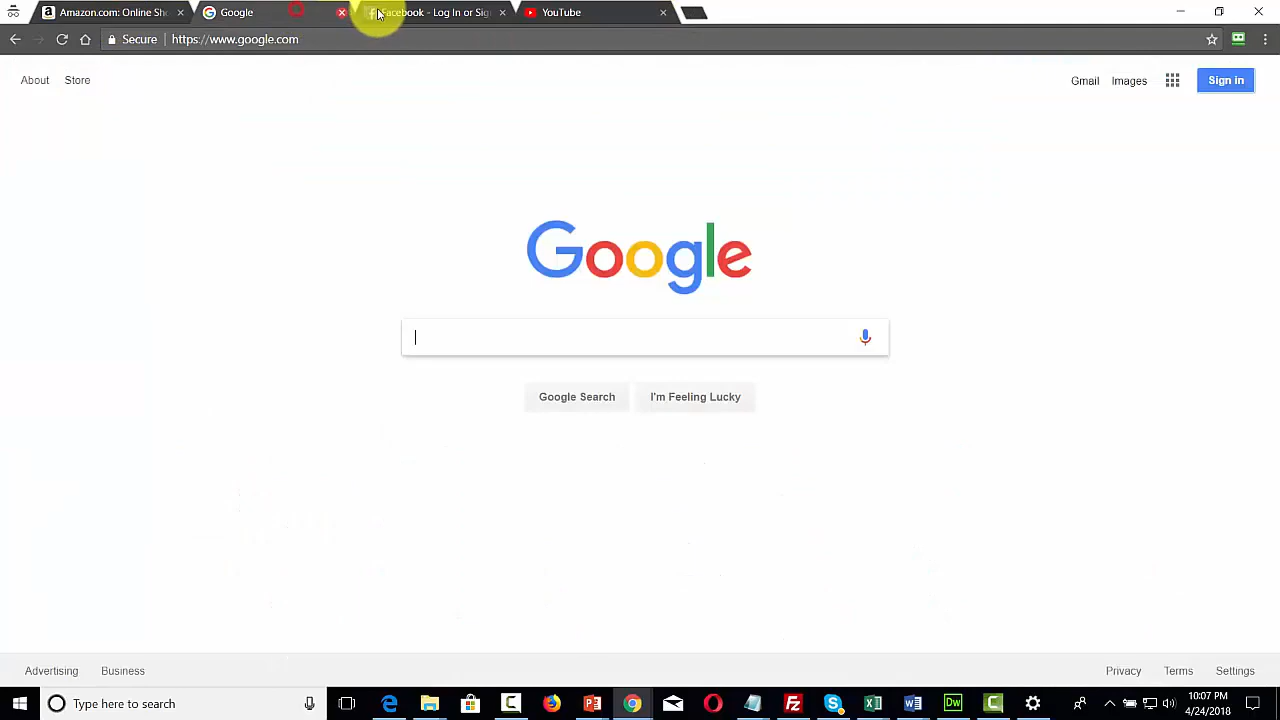 Amazon.com: Online Sh
Google
Facebook - Log In or Sig
YouTube
Secure
https://www.google.com
About
Store
Gmail
Images
Sign in
Google
Google Search
I'm Feeling Lucky
Advertising
Business
Privacy
Terms
Settings
Type here to search
10:07 PM
4/24/2018